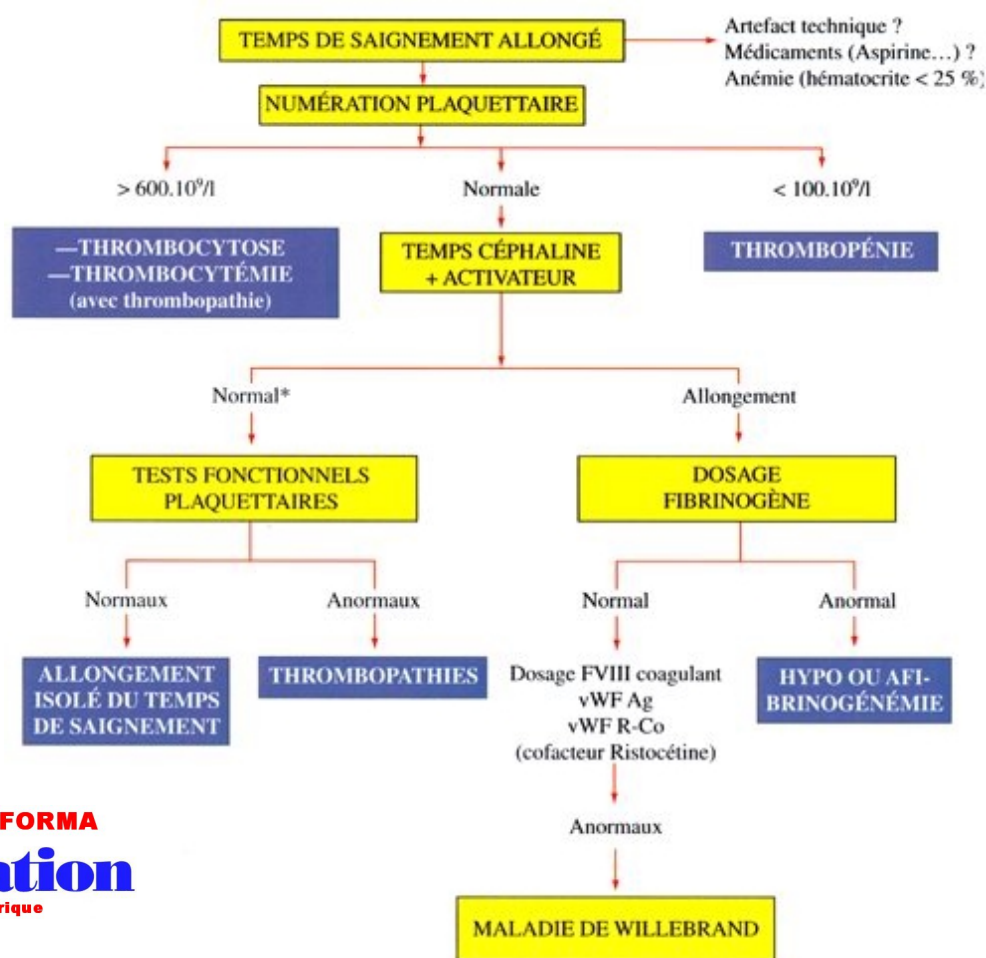 TEMPS DE SAIGNEMENT ALLONGÉ
Artefact technique ?
Médicaments (Aspirine…) ?
Anémie (hématocrite < 25 %)
NUMÉRATION PLAQUETTAIRE
> 600.10⁹/l
Normale
< 100.10⁹/l
—THROMBOCYTOSE
—THROMBOCYTÉMIE
(avec thrombopathie)
TEMPS CÉPHALINE
+ ACTIVATEUR
THROMBOPÉNIE
Normal*
Allongement
TESTS FONCTIONNELS
PLAQUETTAIRES
DOSAGE
FIBRINOGÈNE
Normaux
Anormaux
Normal
Anormal
ALLONGEMENT
ISOLÉ DU TEMPS
DE SAIGNEMENT
THROMBOPATHIES
Dosage FVIII coagulant
vWF Ag
vWF R-Co
(cofacteur Ristocétine)
HYPO OU AFI-
BRINOGÉNÉMIE
Anormaux
MALADIE DE WILLEBRAND
FORMA
ation
rique